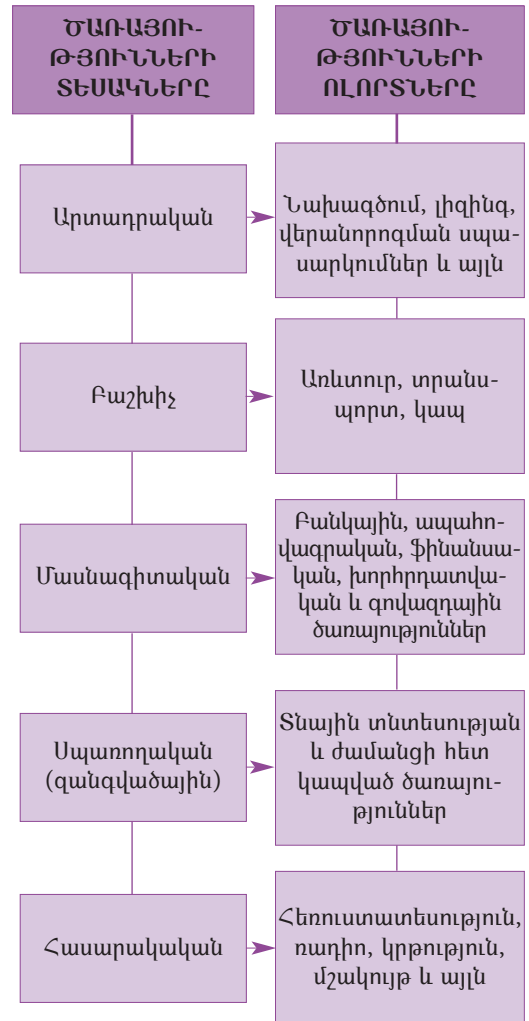 ԾԱՌԱՅՈՒ-
ԹՅՈՒՆՆԵՐԻ
ՏԵՍԱԿՆԵՐԸ
ԾԱՌԱՅՈՒ-
ԹՅՈՒՆՆԵՐԻ
ՈԼՈՐՏՆԵՐԸ
Արտադրական
Նախագծում, լիզինգ,
վերանորոգման սպա-
սարկումներ և այլն
Բաշխիչ
Առևտուր, տրանս-
պորտ, կապ
Մասնագիտական
Բանկային, ապահո-
վագրական, ֆինանսա-
կան, խորհրդատվա-
կան և գովազդային
ծառայություններ
Սպառողական
(զանգվածային)
Տնային տնտեսության
և ժամանցի հետ
կապված ծառայու-
թյուններ
Հասարակական
Հեռուստատեսություն,
ռադիո, կրթություն,
մշակույթ և այլն